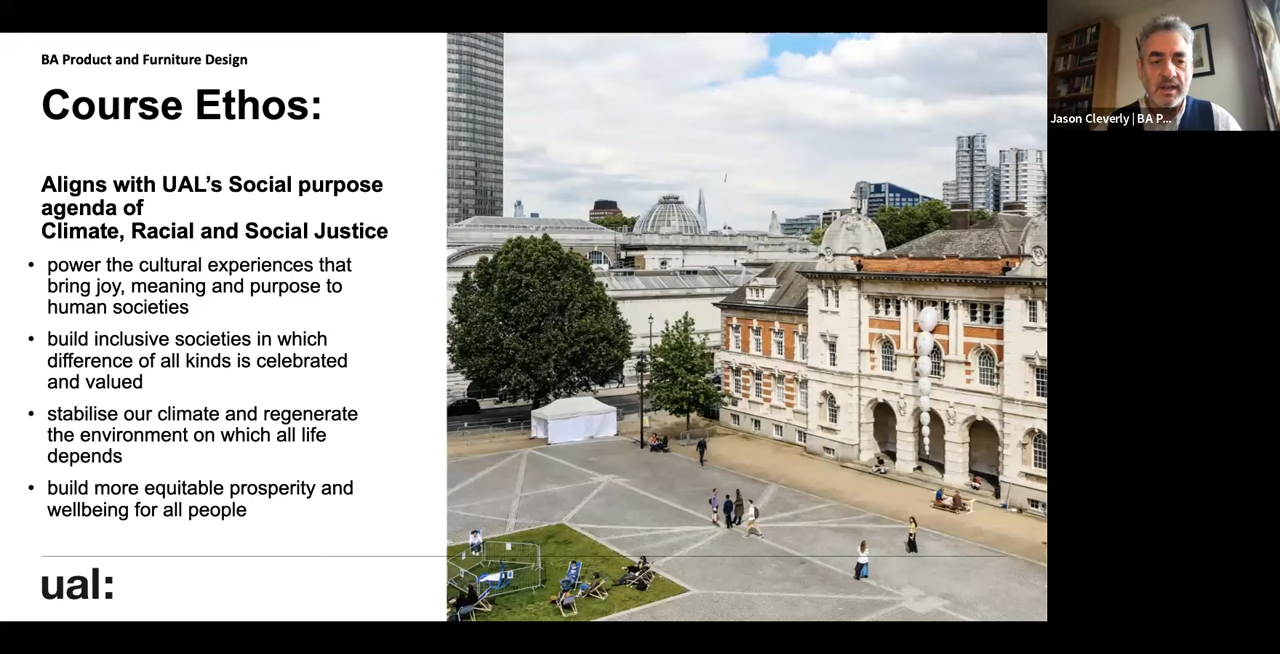 BA Product and Furniture Design
Course Ethos:
Aligns with UAL’s Social purpose
agenda of
Climate, Racial and Social Justice
• power the cultural experiences that
bring joy, meaning and purpose to
human societies
• build inclusive societies in which
difference of all kinds is celebrated
and valued
• stabilise our climate and regenerate
the environment on which all life
depends
• build more equitable prosperity and
wellbeing for all people
ual:
Jason Cleverly | BA P...